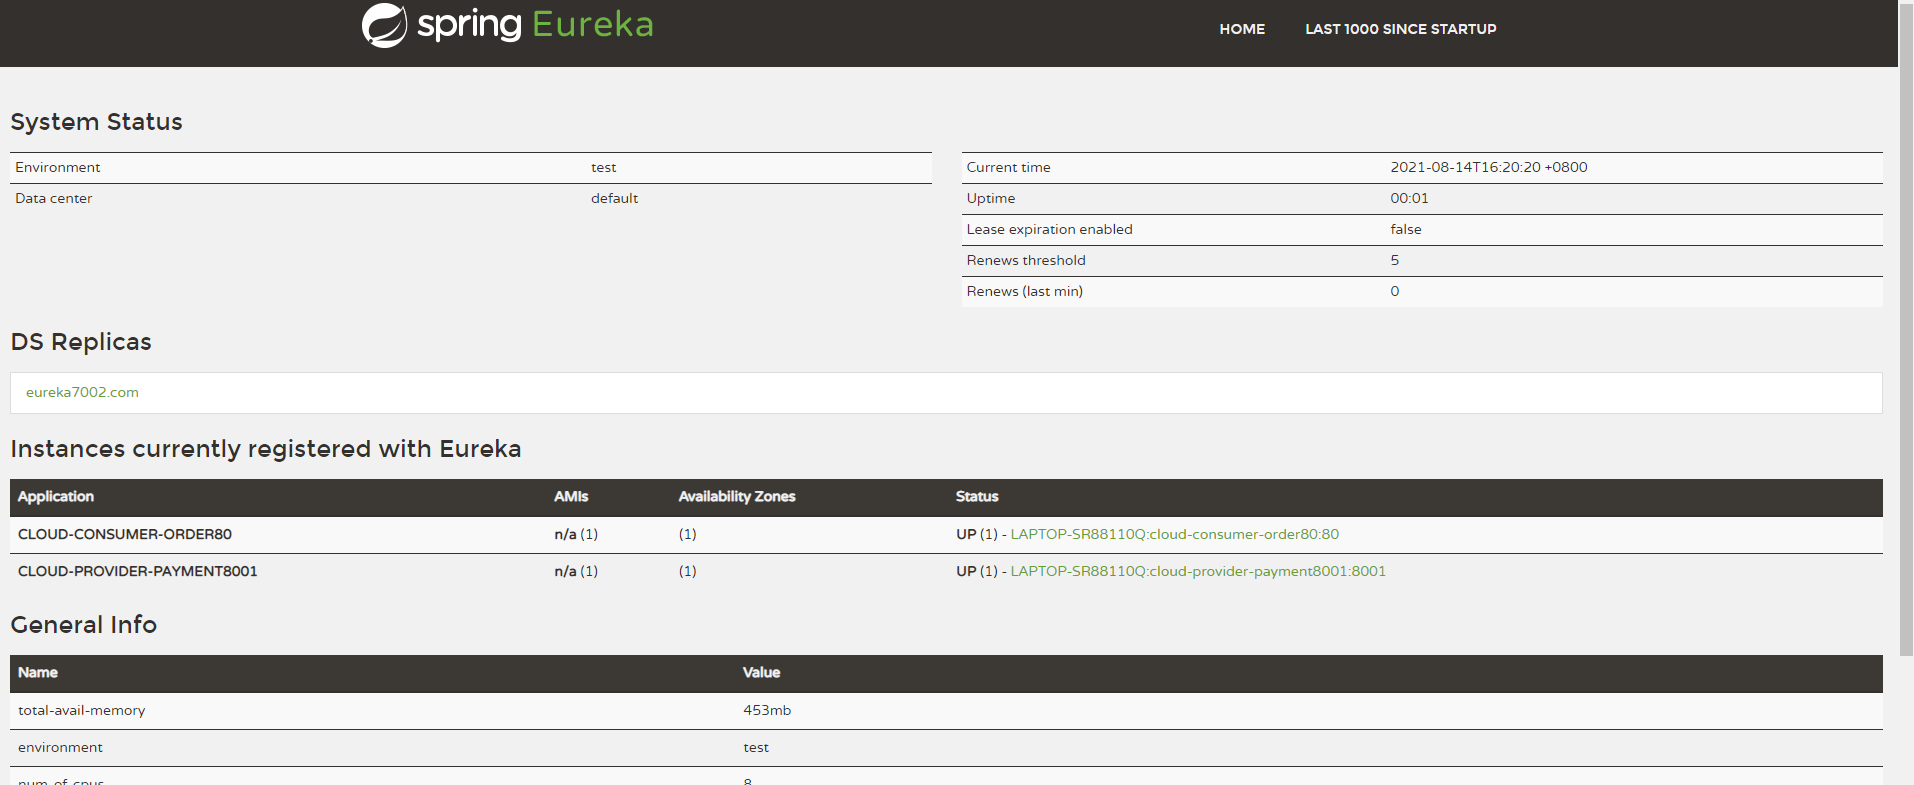 spring Eureka
HOME LAST 1000 SINCE STARTUP
System Status
Environment test
Data center default
Current time 2021-08-14T16:20:20 +0800
Uptime 00:01
Lease expiration enabled false
Renews threshold 5
Renews (last min) 0
DS Replicas
eureka7002.com
Instances currently registered with Eureka
Application AMIs Availability Zones Status
CLOUD-CONSUMER-ORDER80 n/a (1) (1) UP (1) - LAPTOP-SR88110Q:cloud-consumer-order80:80
CLOUD-PROVIDER-PAYMENT8001 n/a (1) (1) UP (1) - LAPTOP-SR88110Q:cloud-provider-payment8001:8001
General Info
Name Value
total-avail-memory 453mb
environment test
num-of-cpus 8